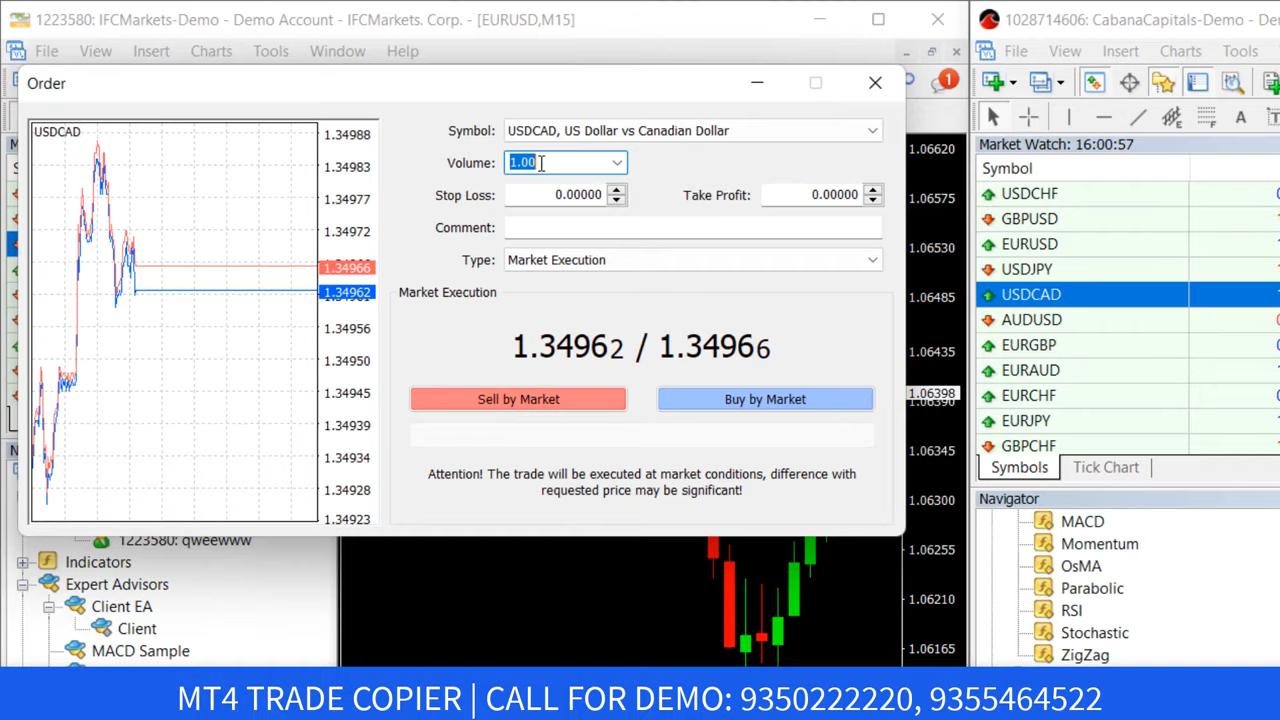 1223580: IFCMarkets-Demo - Demo Account - IFCMarkets. Corp. - [EURUSD,M15]
File View Insert Charts Tools Window Help
1
Order
USDCAD
1.34988
1.34983
1.34977
1.34972
1.34966
1.34962
1.34956
1.34950
1.34945
1.34939
1.34934
1.34928
1.34923
Symbol: USDCAD, US Dollar vs Canadian Dollar
Volume: 1.00
Stop Loss: 0.00000 Take Profit: 0.00000
Comment:
Type: Market Execution
Market Execution
1.34962 / 1.34966
Sell by Market Buy by Market
Attention! The trade will be executed at market conditions, difference with
requested price may be significant!
1.06620
1.06575
1.06530
1.06485
1.06435
1.06398
1.06345
1.06300
1.06255
1.06210
1.06165
1223580: qweewww
Indicators
Expert Advisors
Client EA
Client
MACD Sample
1028714606: CabanaCapitals-Demo - De
File View Insert Charts Tools
A
Market Watch: 16:00:57
Symbol
USDCHF
GBPUSD
EURUSD
USDJPY
USDCAD
AUDUSD
EURGBP
EURAUD
EURCHF
EURJPY
GBPCHF
Symbols Tick Chart
Navigator
MACD
Momentum
OsMA
Parabolic
RSI
Stochastic
ZigZag
MT4 TRADE COPIER | CALL FOR DEMO: 9350222220, 9355464522